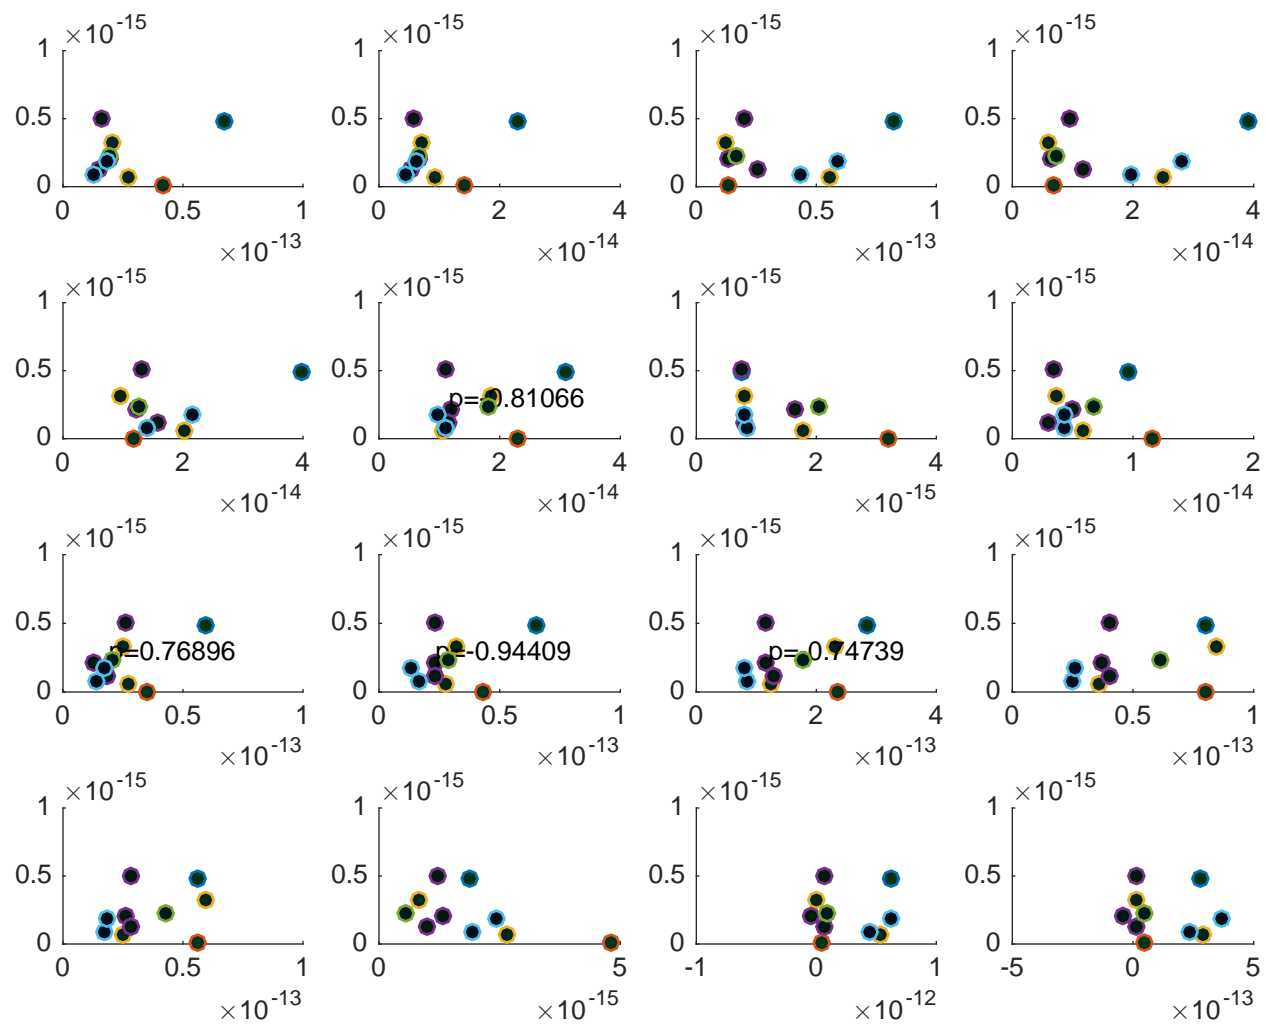 ×10⁻¹⁵ ×10⁻¹⁵ ×10⁻¹⁵ ×10⁻¹⁵
1 1 1 1
0.5 0.5 0.5 0.5
0 0 0 0
0 0.5 1 0 2 4 0 0.5 1 0 2 4
×10⁻¹³ ×10⁻¹⁴ ×10⁻¹³ ×10⁻¹⁴
×10⁻¹⁵ ×10⁻¹⁵ ×10⁻¹⁵ ×10⁻¹⁵
1 1 1 1
0.5 0.5 0.5 0.5
p=-0.81066
0 0 0 0
0 2 4 0 2 4 0 2 4 0 1 2
×10⁻¹⁴ ×10⁻¹⁴ ×10⁻¹⁵ ×10⁻¹⁴
×10⁻¹⁵ ×10⁻¹⁵ ×10⁻¹⁵ ×10⁻¹⁵
1 1 1 1
0.5 0.5 0.5 0.5
p=0.76896 p=-0.94409 p=-0.74739
0 0 0 0
0 0.5 1 0 0.5 1 0 2 4 0 0.5 1
×10⁻¹³ ×10⁻¹³ ×10⁻¹³ ×10⁻¹³
×10⁻¹⁵ ×10⁻¹⁵ ×10⁻¹⁵ ×10⁻¹⁵
1 1 1 1
0.5 0.5 0.5 0.5
0 0 0 0
0 0.5 1 0 5 -1 0 1 -5 0 5
×10⁻¹³ ×10⁻¹⁵ ×10⁻¹² ×10⁻¹³